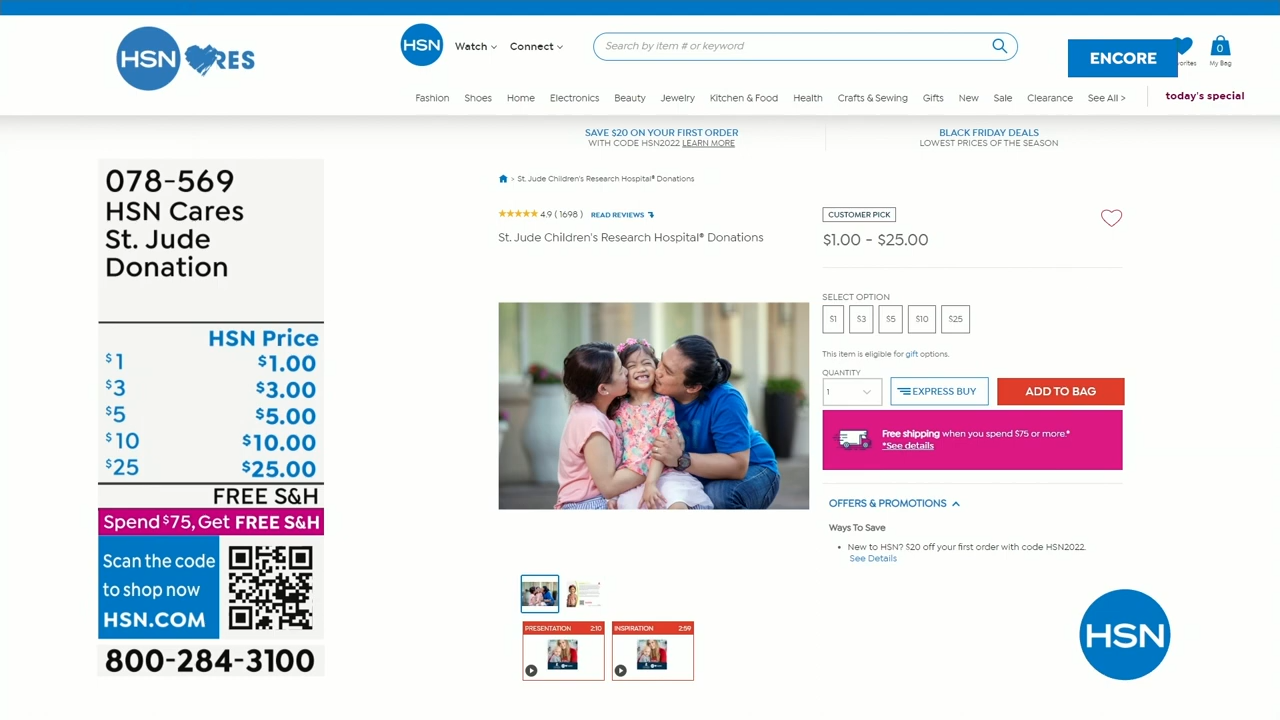 HSN CARES
HSN
Watch
Connect
Search by item # or keyword
ENCORE
orites
0
My Bag
Fashion Shoes Home Electronics Beauty Jewelry Kitchen & Food Health Crafts & Sewing Gifts New Sale Clearance See All >
today's special
SAVE $20 ON YOUR FIRST ORDER
WITH CODE HSN2022 LEARN MORE
BLACK FRIDAY DEALS
LOWEST PRICES OF THE SEASON
078-569
HSN Cares
St. Jude
Donation
HSN Price
$1 $1.00
$3 $3.00
$5 $5.00
$10 $10.00
$25 $25.00
FREE S&H
Spend $75, Get FREE S&H
Scan the code
to shop now
HSN.COM
800-284-3100
> St. Jude Children's Research Hospital® Donations
4.9 ( 1698 ) READ REVIEWS
St. Jude Children's Research Hospital® Donations
PRESENTATION 2:10
INSPIRATION 2:59
CUSTOMER PICK
$1.00 - $25.00
SELECT OPTION
$1 $3 $5 $10 $25
This item is eligible for gift options.
QUANTITY
1
EXPRESS BUY
ADD TO BAG
Free shipping when you spend $75 or more.*
*See details
OFFERS & PROMOTIONS
Ways To Save
• New to HSN? $20 off your first order with code HSN2022.
See Details
HSN